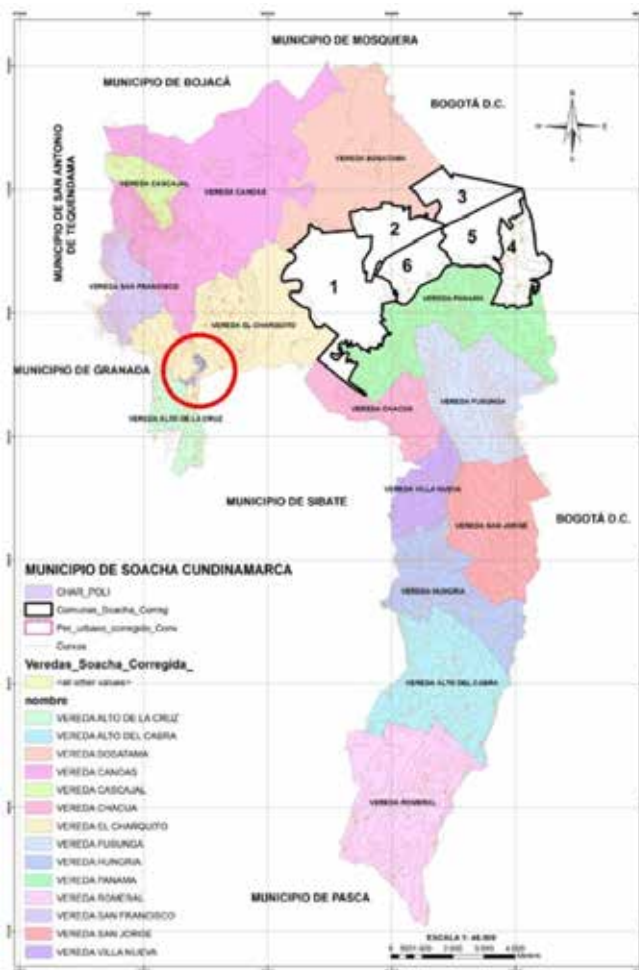 MUNICIPIO DE MOSQUERA
MUNICIPIO DE BOJACÁ
BOGOTÁ D.C.
MUNICIPIO DE SAN ANTONIO
DE TEQUENDAMA
VEREDA BOSATAMA
VEREDA CASCAJAL
VEREDA CANOAS
3
2
5
4
6
1
VEREDA SAN FRANCISCO
VEREDA PANAMA
VEREDA EL CHARQUITO
MUNICIPIO DE GRANADA
VEREDA CHACUA
VEREDA FUSUNGA
VEREDA ALTO DE LA CRUZ
VEREDA VILLA NUEVA
MUNICIPIO DE SIBATE
VEREDA SAN JORGE
BOGOTÁ D.C.
VEREDA HUNGRIA
VEREDA ALTO DEL CABRA
VEREDA ROMERAL
MUNICIPIO DE PASCA
MUNICIPIO DE SOACHA CUNDINAMARCA
CHAR_POLI
Comunas_Soacha_Correg
Per_urbano_corregido_Conv
Curvas
Veredas_Soacha_Corregida_
<all other values>
nombre
VEREDA ALTO DE LA CRUZ
VEREDA ALTO DEL CABRA
VEREDA BOSATAMA
VEREDA CANOAS
VEREDA CASCAJAL
VEREDA CHACUA
VEREDA EL CHARQUITO
VEREDA FUSUNGA
VEREDA HUNGRIA
VEREDA PANAMA
VEREDA ROMERAL
VEREDA SAN FRANCISCO
VEREDA SAN JORGE
VEREDA VILLA NUEVA